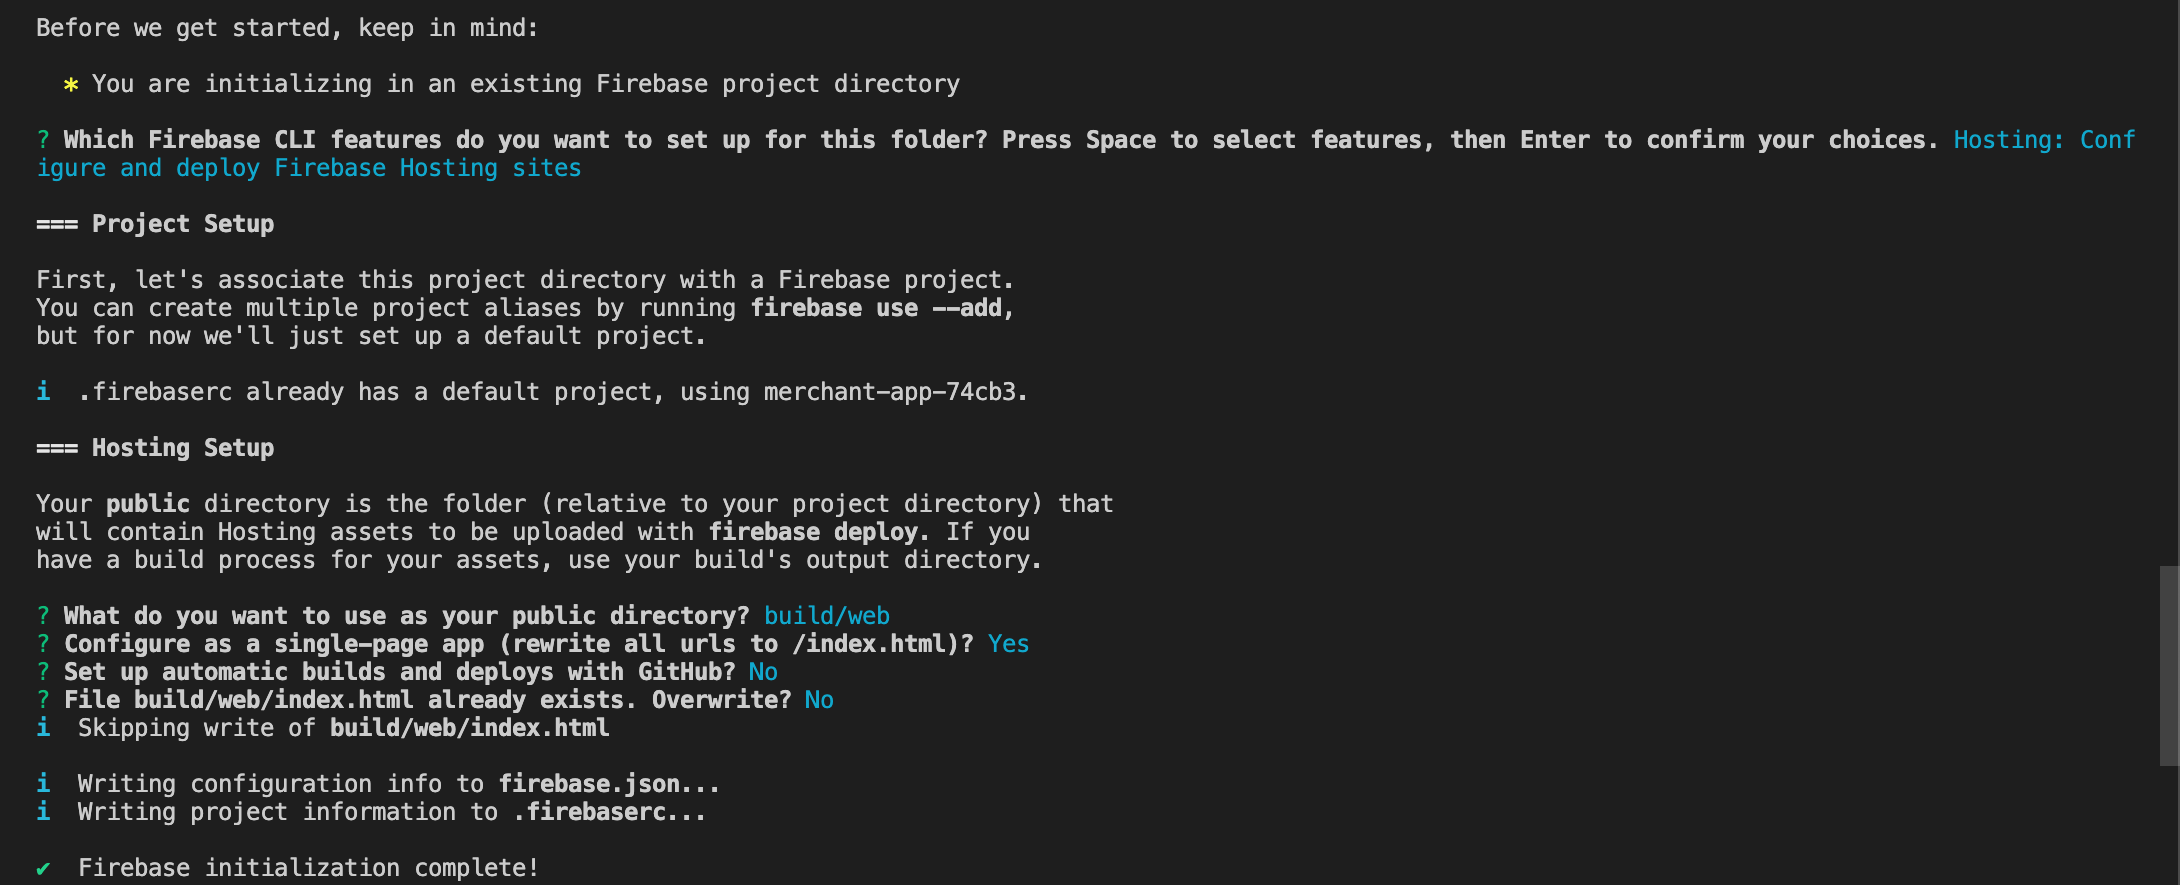 Before we get started, keep in mind:
* You are initializing in an existing Firebase project directory
? Which Firebase CLI features do you want to set up for this folder? Press Space to select features, then Enter to confirm your choices. Hosting: Conf
igure and deploy Firebase Hosting sites
=== Project Setup
First, let's associate this project directory with a Firebase project.
You can create multiple project aliases by running firebase use --add,
but for now we'll just set up a default project.
i .firebaserc already has a default project, using merchant-app-74cb3.
=== Hosting Setup
Your public directory is the folder (relative to your project directory) that
will contain Hosting assets to be uploaded with firebase deploy. If you
have a build process for your assets, use your build's output directory.
? What do you want to use as your public directory? build/web
? Configure as a single-page app (rewrite all urls to /index.html)? Yes
? Set up automatic builds and deploys with GitHub? No
? File build/web/index.html already exists. Overwrite? No
i Skipping write of build/web/index.html
i Writing configuration info to firebase.json...
i Writing project information to .firebaserc...
✔ Firebase initialization complete!